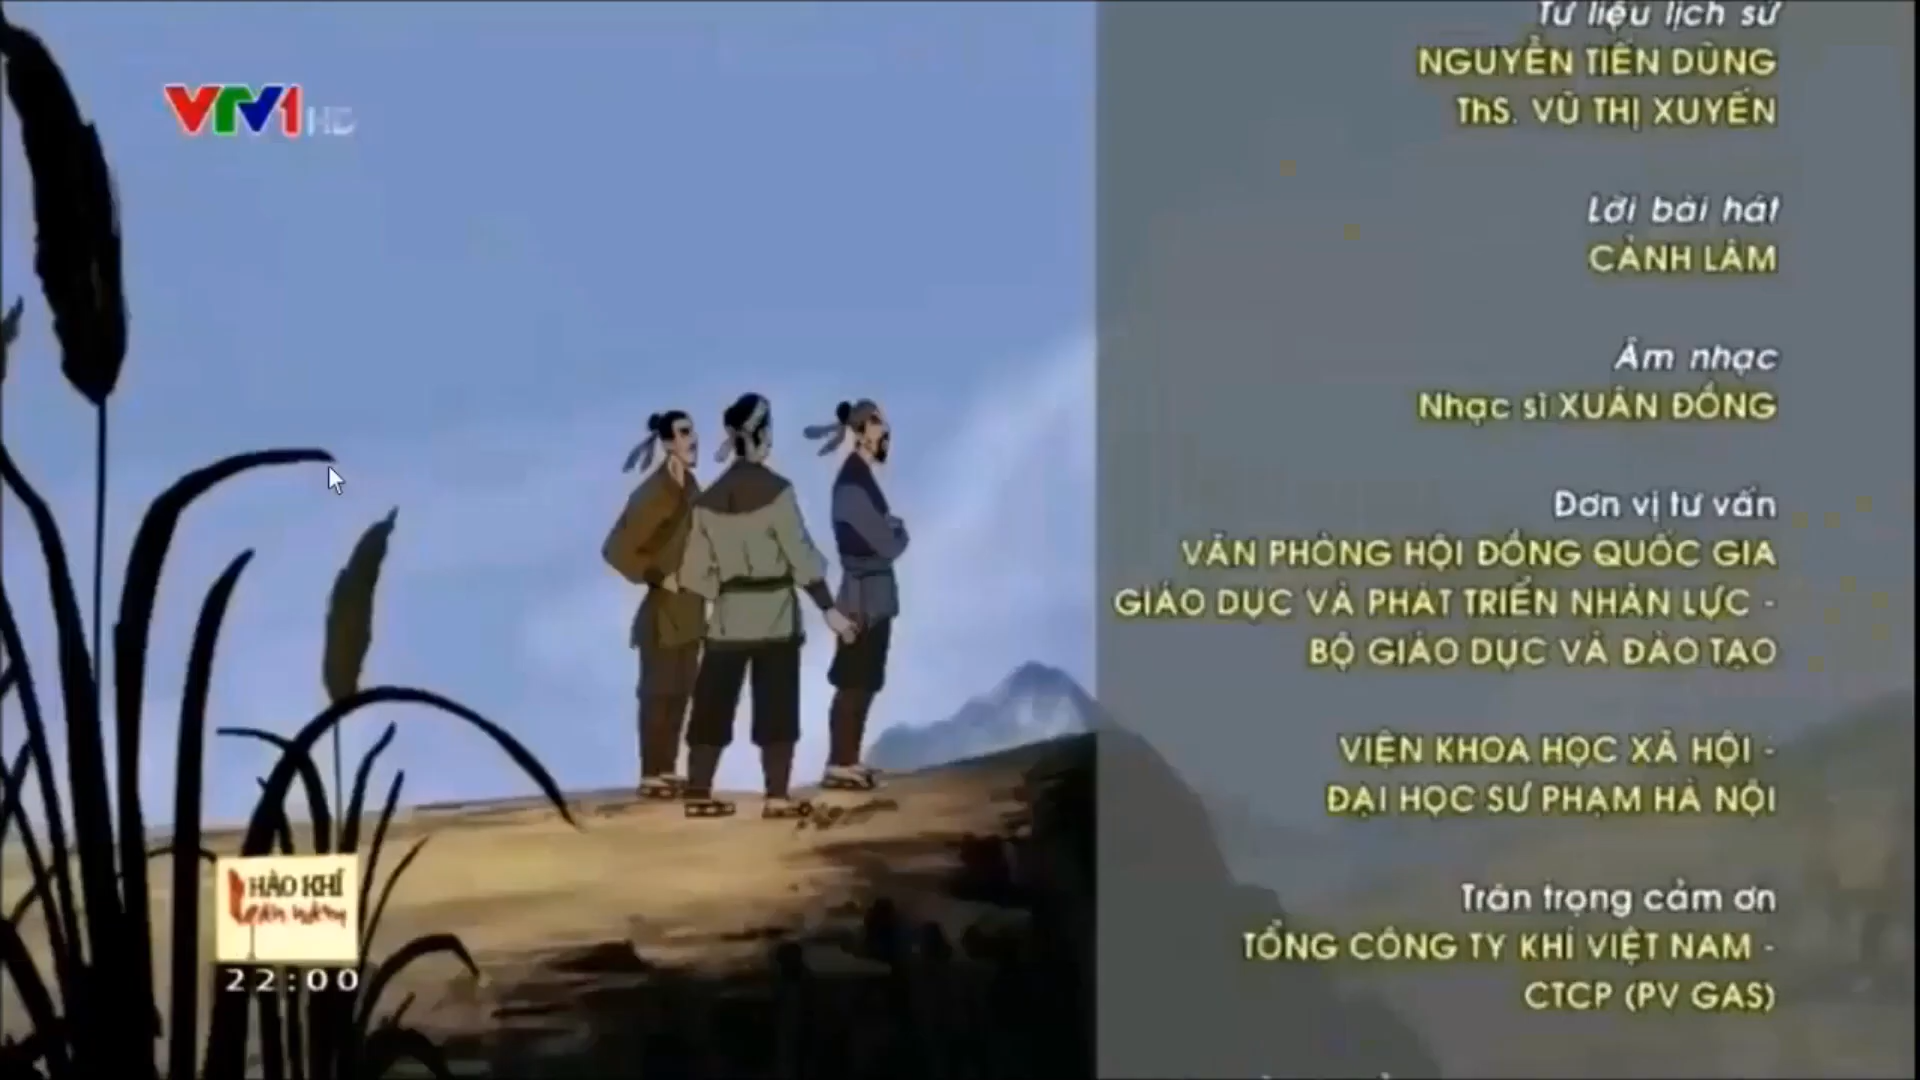 VTV1 HD
Tư liệu lịch sử
NGUYỄN TIẾN DŨNG
ThS. VŨ THỊ XUYẾN
Lời bài hát
CẢNH LÂM
Âm nhạc
Nhạc sĩ XUÂN ĐỒNG
Đơn vị tư vấn
VĂN PHÒNG HỘI ĐỒNG QUỐC GIA
GIÁO DỤC VÀ PHÁT TRIỂN NHÂN LỰC -
BỘ GIÁO DỤC VÀ ĐÀO TẠO
VIỆN KHOA HỌC XÃ HỘI -
ĐẠI HỌC SƯ PHẠM HÀ NỘI
Trân trọng cảm ơn
TỔNG CÔNG TY KHÍ VIỆT NAM -
CTCP (PV GAS)
HÀO KHÍ
ngàn năm
22:00